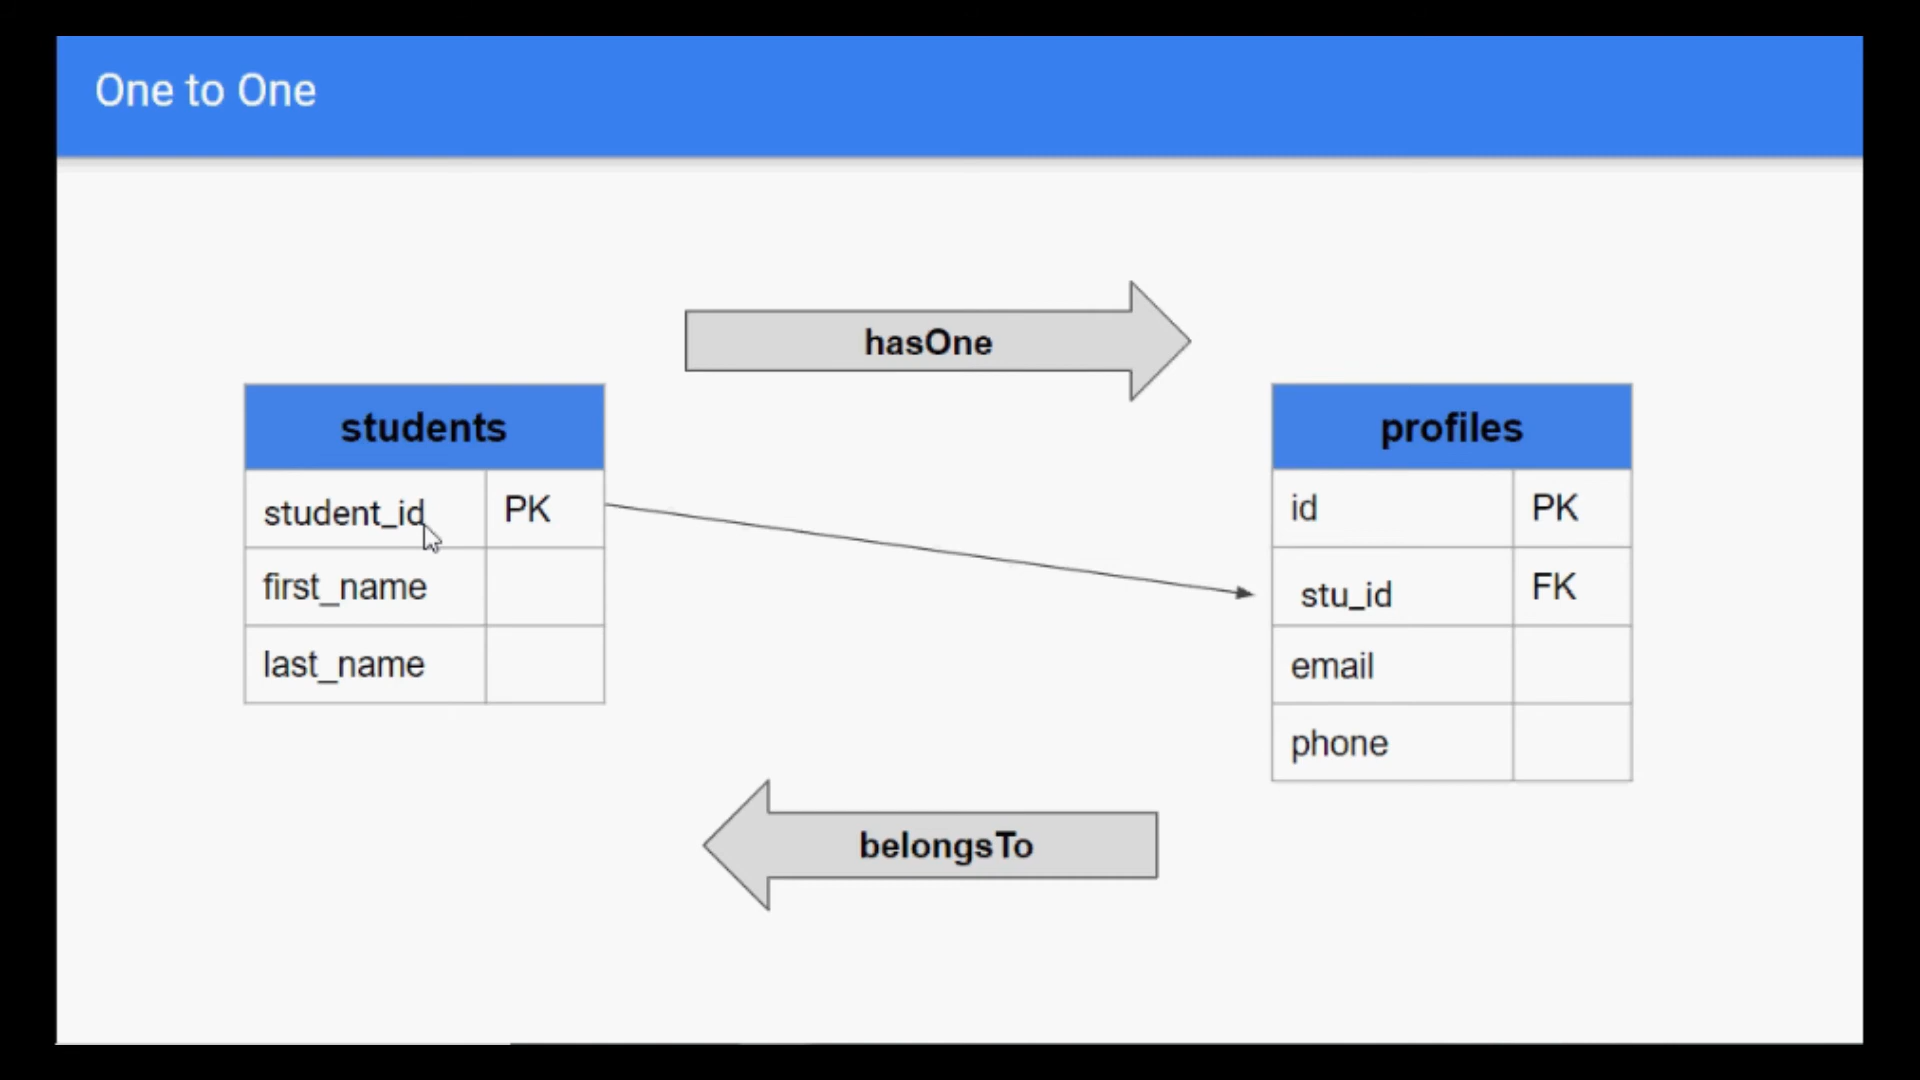 One to One
hasOne
students
student_id PK
first_name
last_name
profiles
id PK
stu_id FK
email
phone
belongsTo